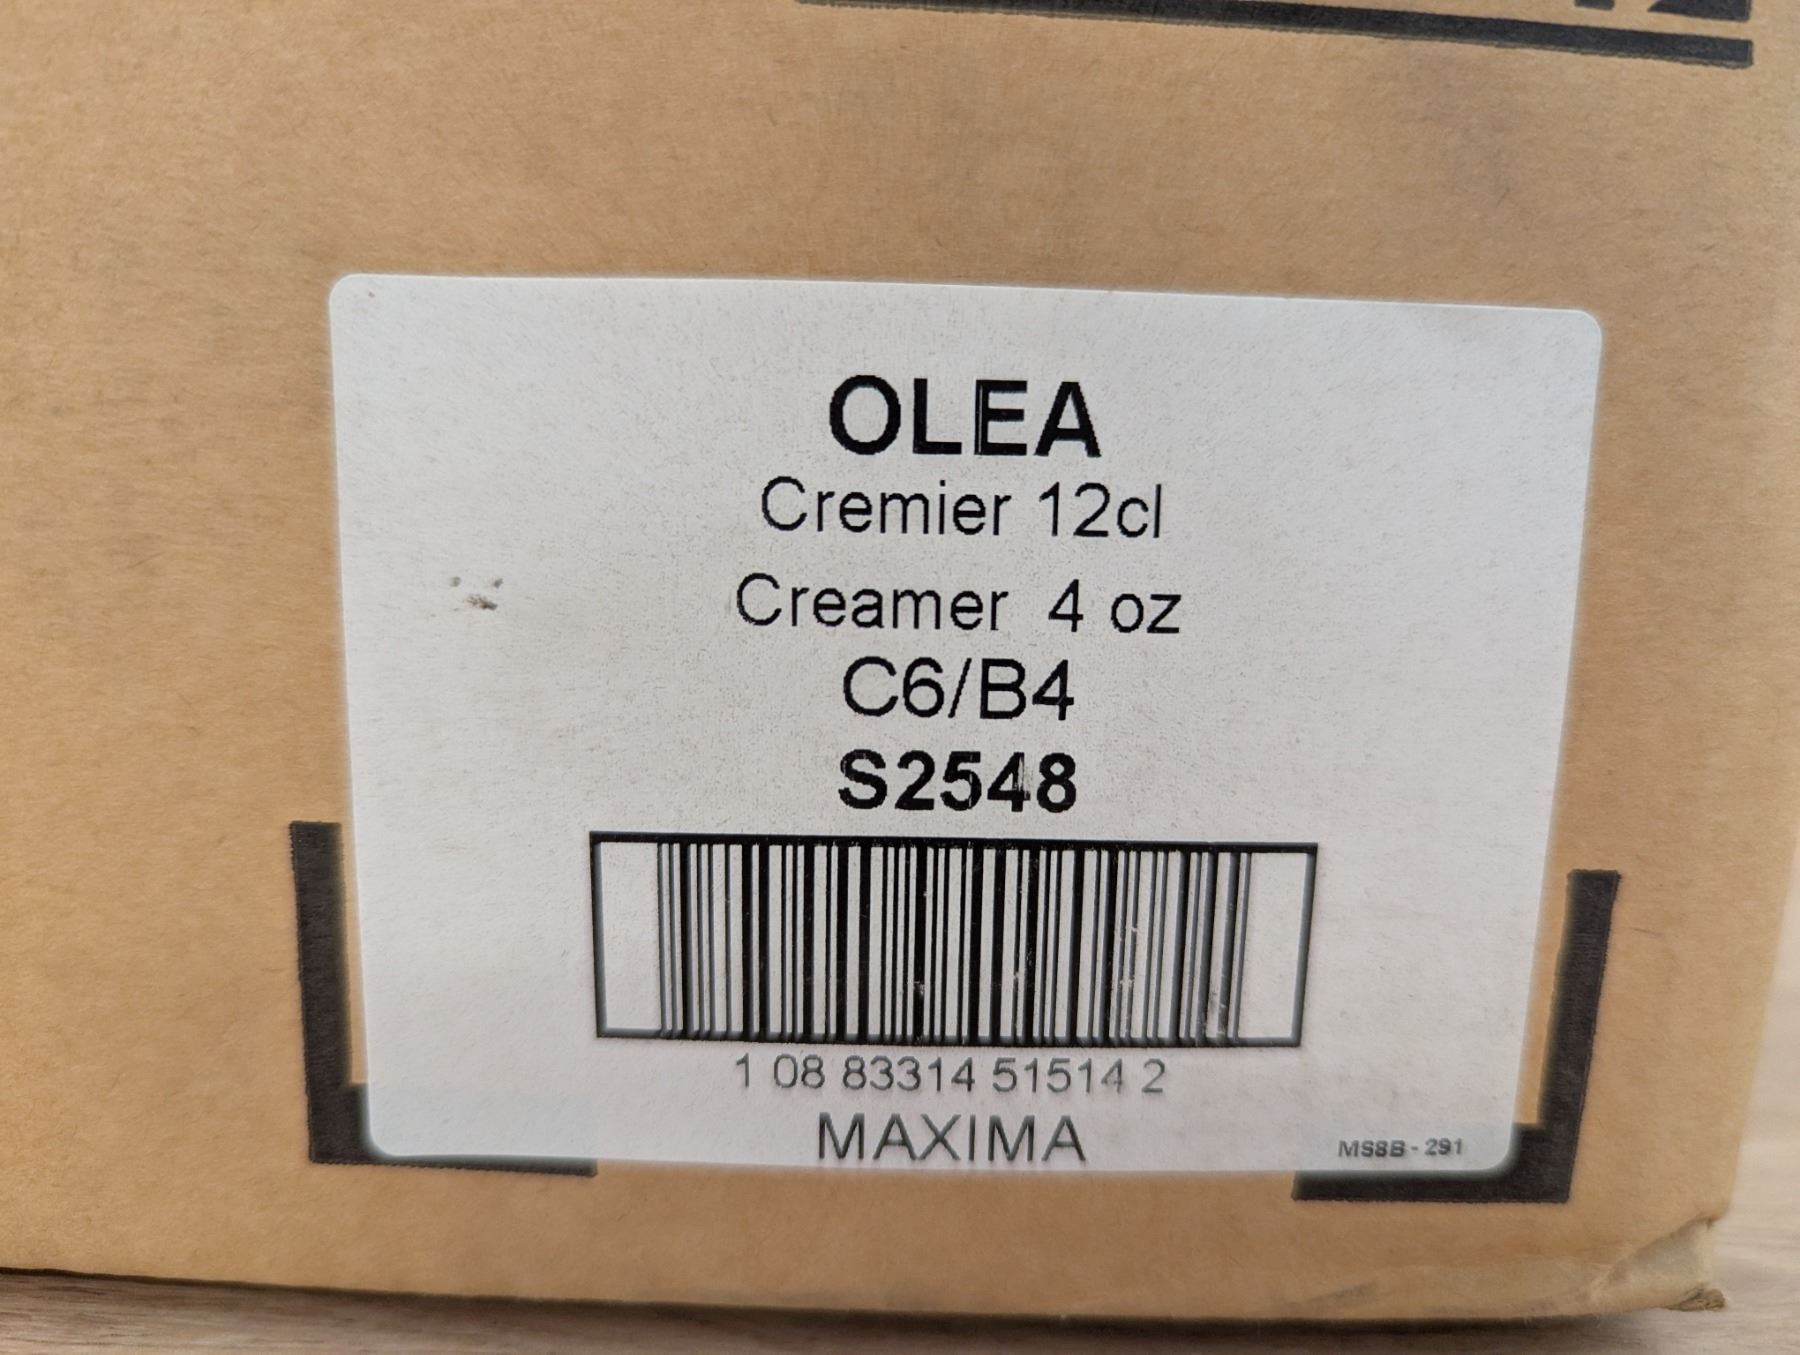 OLEA
Cremier 12cl
Creamer 4 oz
C6/B4
S2548
1 08 83314 51514 2
MAXIMA
MS8B - 291